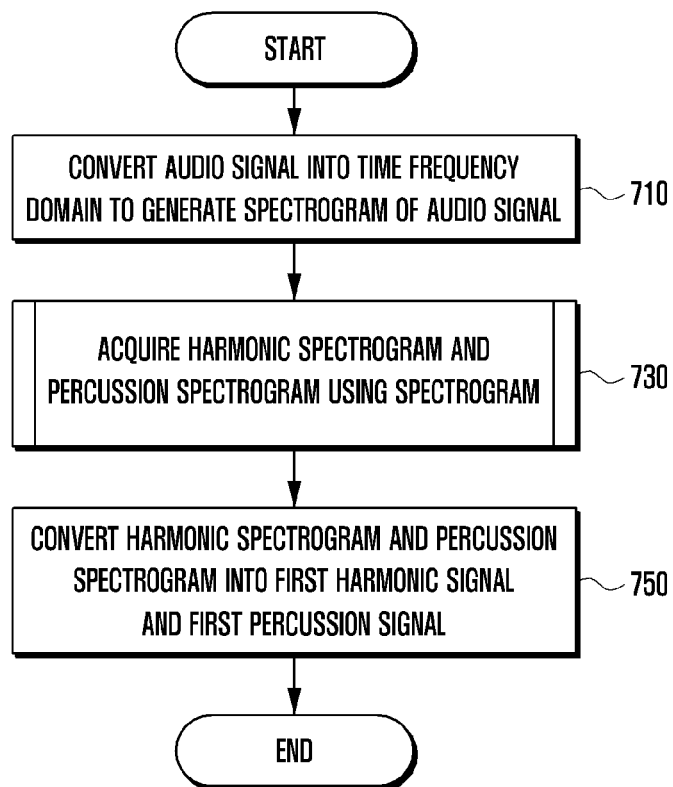 START
CONVERT AUDIO SIGNAL INTO TIME FREQUENCY
DOMAIN TO GENERATE SPECTROGRAM OF AUDIO SIGNAL
710
ACQUIRE HARMONIC SPECTROGRAM AND
PERCUSSION SPECTROGRAM USING SPECTROGRAM
730
CONVERT HARMONIC SPECTROGRAM AND PERCUSSION
SPECTROGRAM INTO FIRST HARMONIC SIGNAL
AND FIRST PERCUSSION SIGNAL
750
END